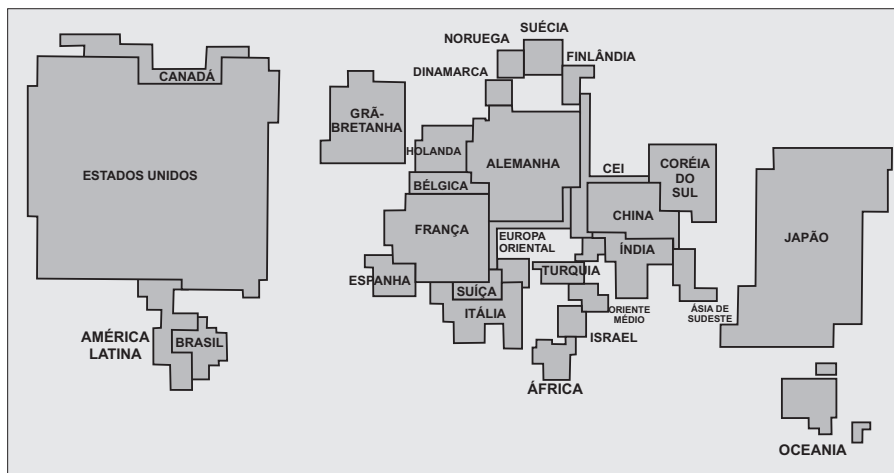 SUÉCIA
NORUEGA
FINLÂNDIA
DINAMARCA
CANADÁ
GRÃ-
BRETANHA
HOLANDA
ALEMANHA
ESTADOS UNIDOS
BÉLGICA
CEI
CORÉIA
DO
SUL
CHINA
FRANÇA
EUROPA
ORIENTAL
ÍNDIA
JAPÃO
ESPANHA
SUÍÇA
TURQUIA
ITÁLIA
ORIENTE
MÉDIO
ÁSIA DE
SUDESTE
AMÉRICA
LATINA
BRASIL
ISRAEL
ÁFRICA
OCEANIA